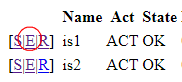 Name Act State
[S|E|R] is1 ACT OK
[S|E|R] is2 ACT OK